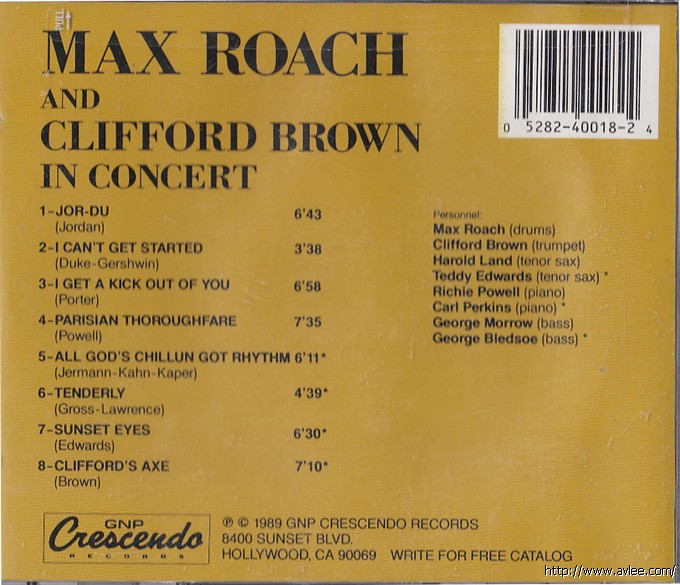 PULL
MAX ROACH
AND
CLIFFORD BROWN
IN CONCERT
0 5282-40018-2 4
1-JOR-DU 6'43
(Jordan)
2-I CAN'T GET STARTED 3'38
(Duke-Gershwin)
3-I GET A KICK OUT OF YOU 6'58
(Porter)
4-PARISIAN THOROUGHFARE 7'35
(Powell)
5-ALL GOD'S CHILLUN GOT RHYTHM 6'11*
(Jermann-Kahn-Kaper)
6-TENDERLY 4'39*
(Gross-Lawrence)
7-SUNSET EYES 6'30*
(Edwards)
8-CLIFFORD'S AXE 7'10*
(Brown)
Personnel:
Max Roach (drums)
Clifford Brown (trumpet)
Harold Land (tenor sax)
Teddy Edwards (tenor sax) *
Richie Powell (piano)
Carl Perkins (piano) *
George Morrow (bass)
George Bledsoe (bass) *
GNP
Crescendo
RECORDS
℗ © 1989 GNP CRESCENDO RECORDS
8400 SUNSET BLVD.
HOLLYWOOD, CA 90069 WRITE FOR FREE CATALOG
http://www.avlee.com/